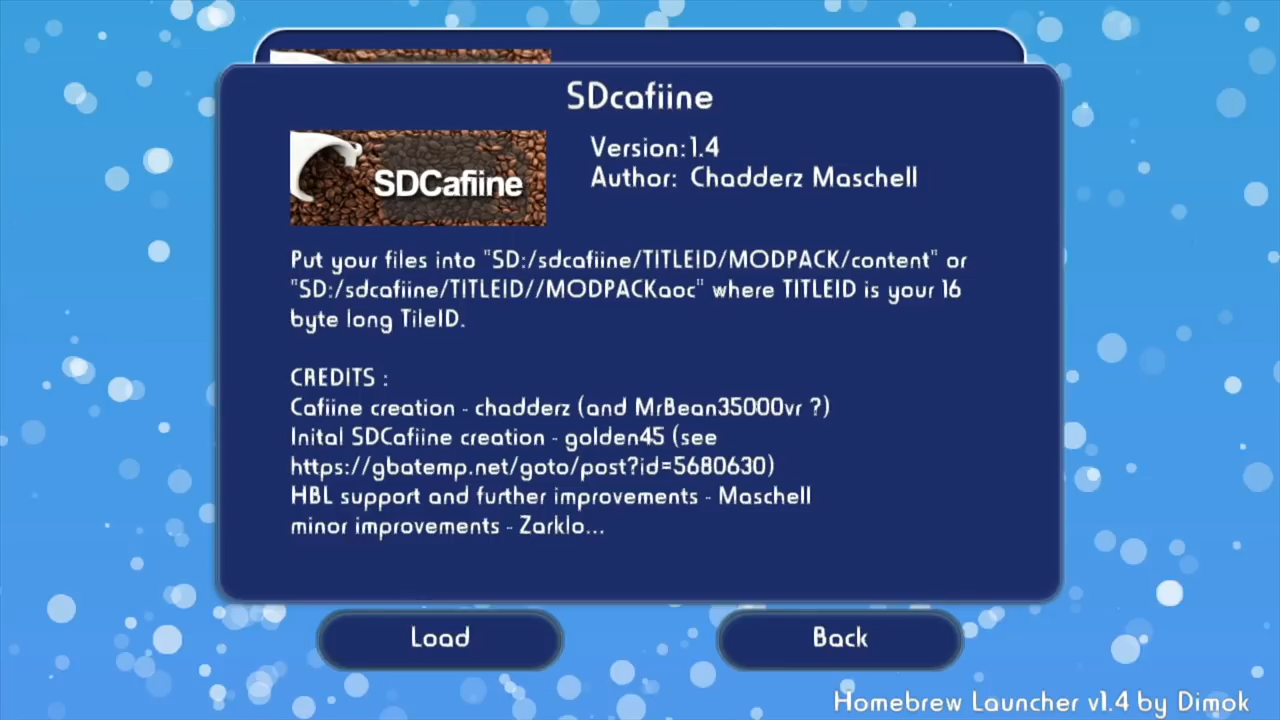 SDcafiine
SDCafiine
Version:1.4
Author: Chadderz Maschell
Put your files into "SD:/sdcafiine/TITLEID/MODPACK/content" or
"SD:/sdcafiine/TITLEID//MODPACKaoc" where TITLEID is your 16
byte long TileID.
CREDITS :
Cafiine creation - chadderz (and MrBean35000vr ?)
Inital SDCafiine creation - golden45 (see
https://gbatemp.net/goto/post?id=5680630)
HBL support and further improvements - Maschell
minor improvements - Zarklo...
Load
Back
Homebrew Launcher v1.4 by Dimok